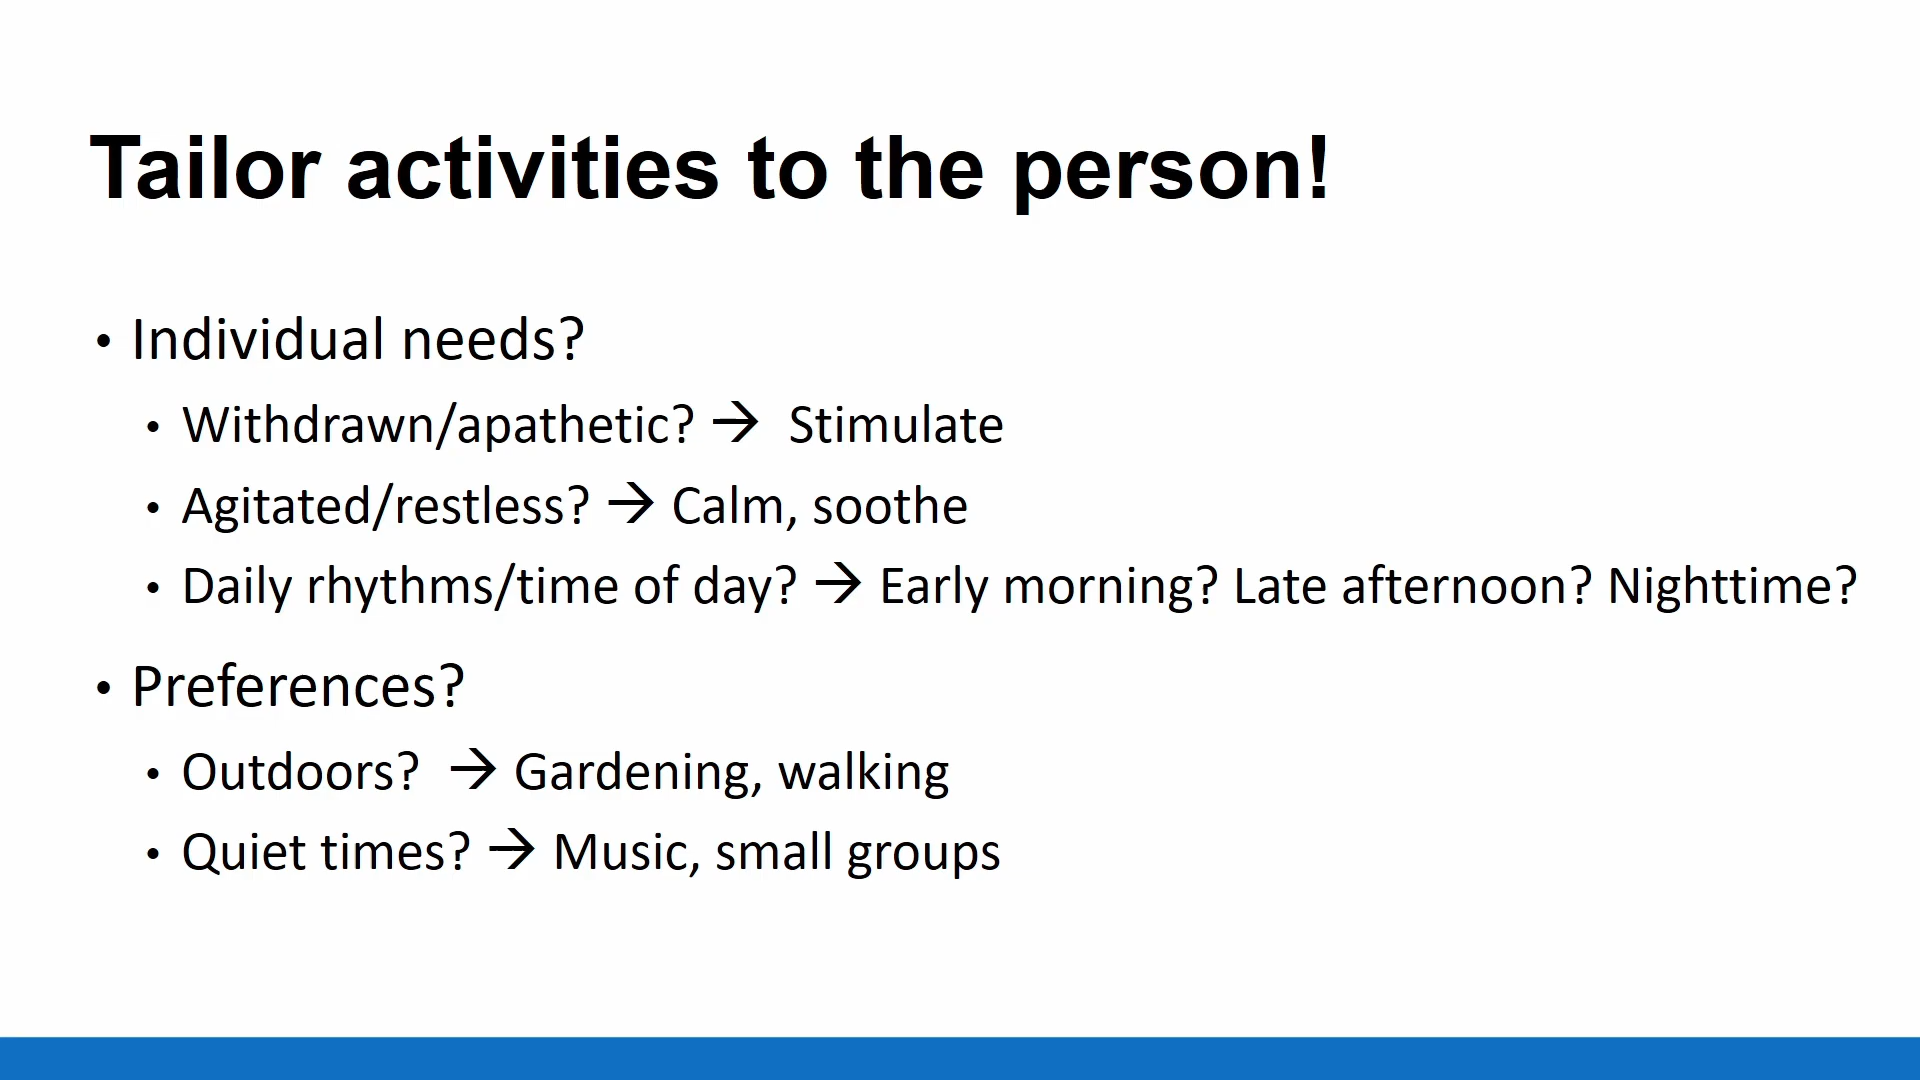 Tailor activities to the person!
• Individual needs?
• Withdrawn/apathetic? → Stimulate
• Agitated/restless? → Calm, soothe
• Daily rhythms/time of day? → Early morning? Late afternoon? Nighttime?
• Preferences?
• Outdoors? → Gardening, walking
• Quiet times? → Music, small groups